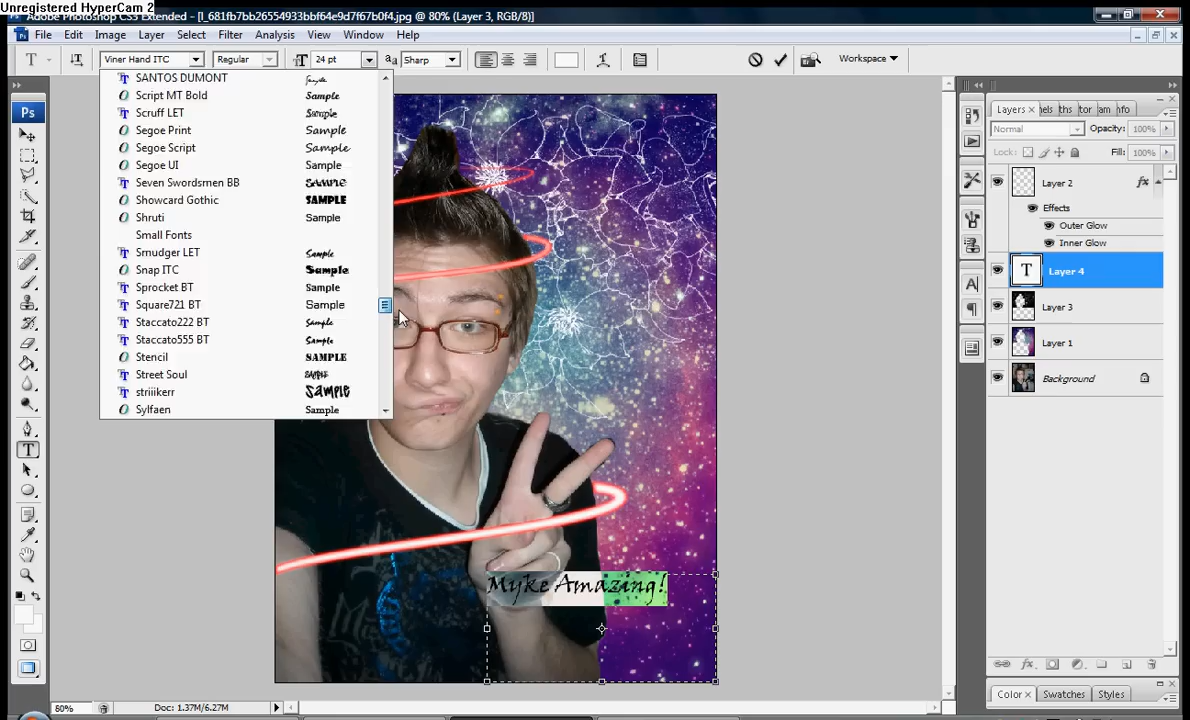 Unregistered HyperCam 2
Adobe Photoshop CS3 Extended - [l_681fb7bb26554933bbf64e9d7f67b0f4.jpg @ 80% (Layer 3, RGB/8)]
File Edit Image Layer Select Filter Analysis View Window Help
Viner Hand ITC Regular 24 pt Sharp Workspace
SANTOS DUMONT Sample
Script MT Bold Sample
Scruff LET Sample
Segoe Print Sample
Segoe Script Sample
Segoe UI Sample
Seven Swordsmen BB SAMPLE
Showcard Gothic SAMPLE
Shruti Sample
Small Fonts
Smudger LET Sample
Snap ITC Sample
Sprocket BT Sample
Square721 BT Sample
Staccato222 BT Sample
Staccato555 BT Sample
Stencil SAMPLE
Street Soul SAMPLE
striiikerr SAMPLE
Sylfaen Sample
Ps
Myke Amazing!
Layers
Normal Opacity: 100%
Lock: Fill: 100%
Layer 2 fx
Effects
Outer Glow
Inner Glow
T Layer 4
Layer 3
Layer 1
Background
Color Swatches Styles
80% Doc: 1.37M/6.27M